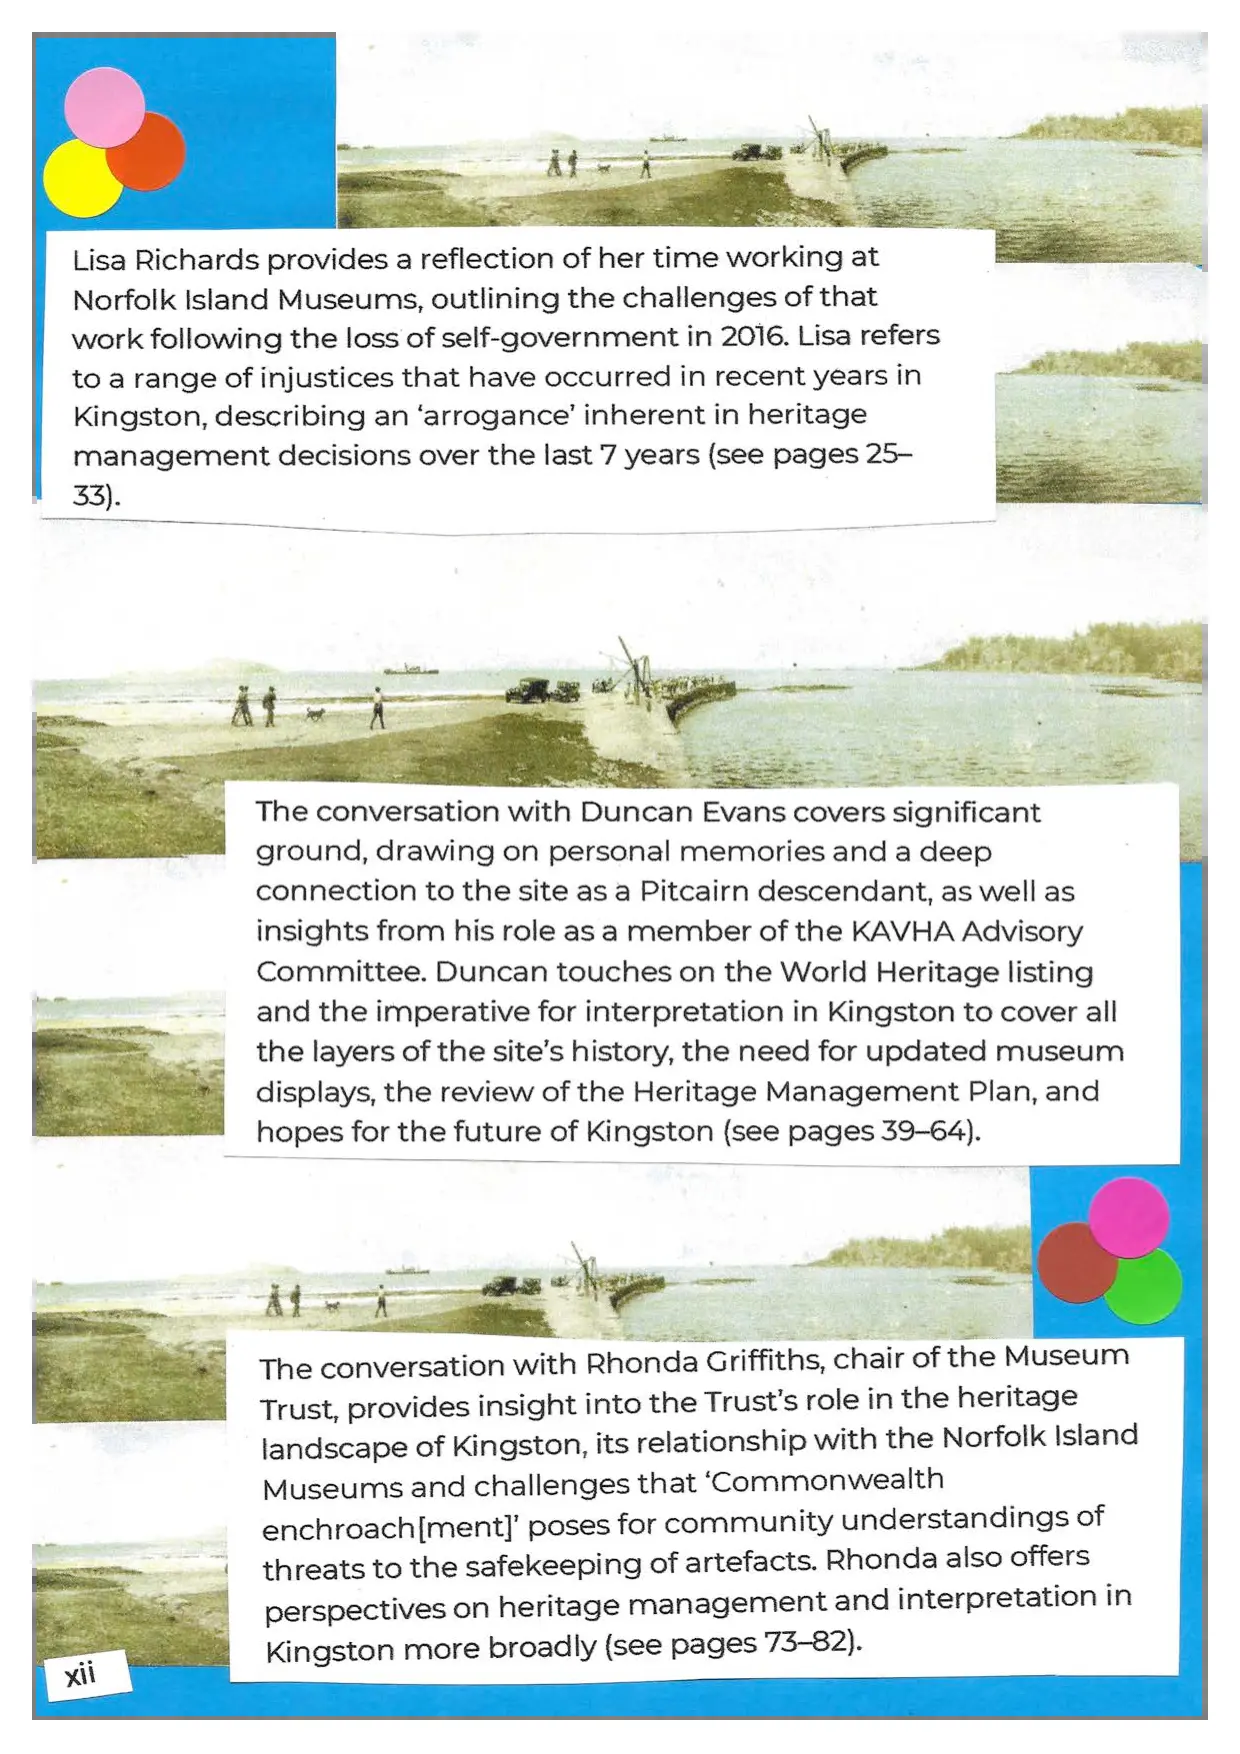 Lisa Richards provides a reflection of her time working at
Norfolk Island Museums, outlining the challenges of that
work following the loss of self-government in 2016. Lisa refers
to a range of injustices that have occurred in recent years in
Kingston, describing an ‘arrogance’ inherent in heritage
management decisions over the last 7 years (see pages 25–
33).
The conversation with Duncan Evans covers significant
ground, drawing on personal memories and a deep
connection to the site as a Pitcairn descendant, as well as
insights from his role as a member of the KAVHA Advisory
Committee. Duncan touches on the World Heritage listing
and the imperative for interpretation in Kingston to cover all
the layers of the site’s history, the need for updated museum
displays, the review of the Heritage Management Plan, and
hopes for the future of Kingston (see pages 39–64).
The conversation with Rhonda Griffiths, chair of the Museum
Trust, provides insight into the Trust’s role in the heritage
landscape of Kingston, its relationship with the Norfolk Island
Museums and challenges that ‘Commonwealth
enchroach[ment]’ poses for community understandings of
threats to the safekeeping of artefacts. Rhonda also offers
perspectives on heritage management and interpretation in
Kingston more broadly (see pages 73–82).
xii